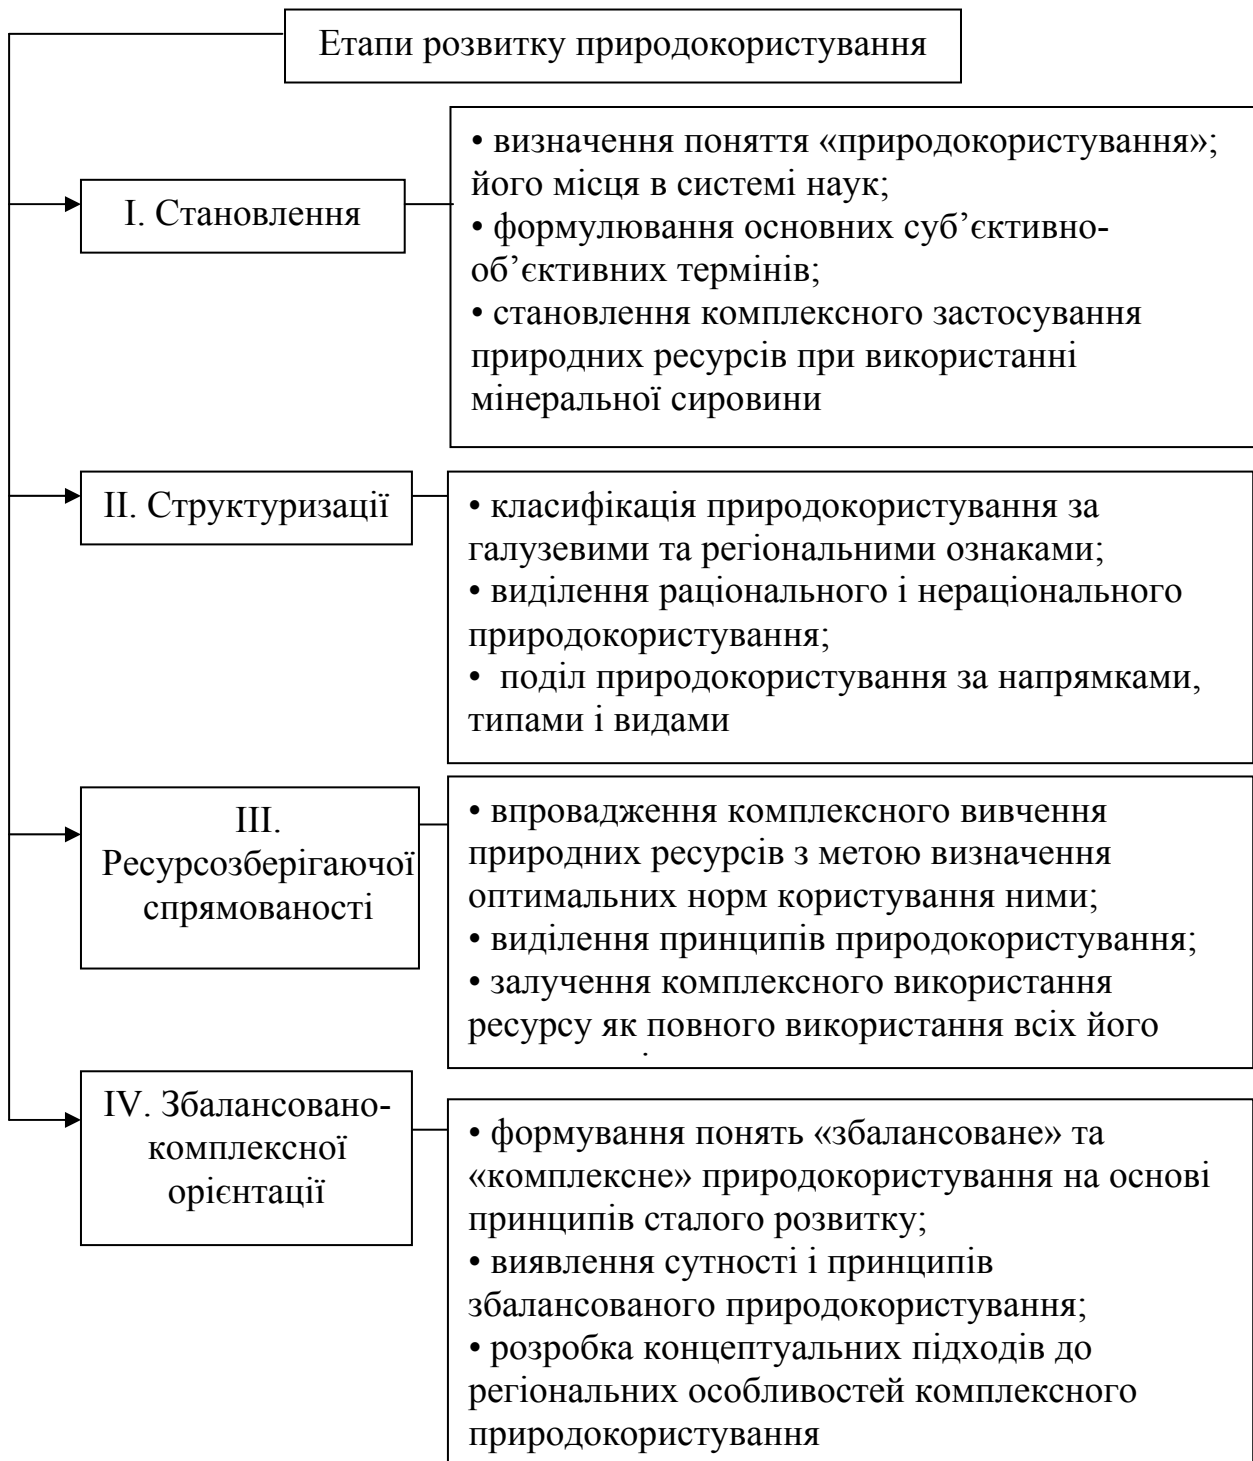 Етапи розвитку природокористування
І. Становлення
• визначення поняття «природокористування»;
його місця в системі наук;
• формулювання основних суб’єктивно-
об’єктивних термінів;
• становлення комплексного застосування
природних ресурсів при використанні
мінеральної сировини
ІІ. Структуризації
• класифікація природокористування за
галузевими та регіональними ознаками;
• виділення раціонального і нераціонального
природокористування;
• поділ природокористування за напрямками,
типами і видами
ІІІ.
Ресурсозберігаючої
спрямованості
• впровадження комплексного вивчення
природних ресурсів з метою визначення
оптимальних норм користування ними;
• виділення принципів природокористування;
• залучення комплексного використання
ресурсу як повного використання всіх його
IV. Збалансовано-
комплексної
орієнтації
• формування понять «збалансоване» та
«комплексне» природокористування на основі
принципів сталого розвитку;
• виявлення сутності і принципів
збалансованого природокористування;
• розробка концептуальних підходів до
регіональних особливостей комплексного
природокористування